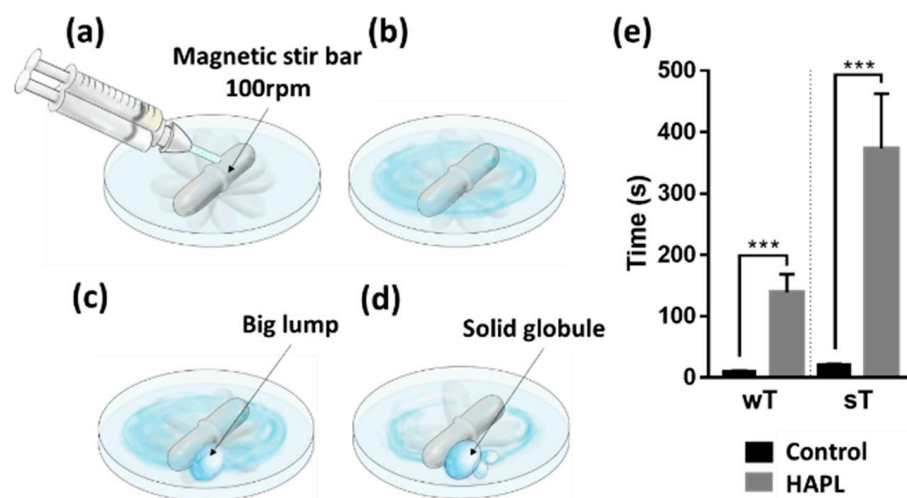 (a)
Magnetic stir bar
100rpm
(b)
(c)
Big lump
(d)
Solid globule
(e)
***
***
Time (s)
500
400
300
200
100
0
wT
sT
Control
HAPL